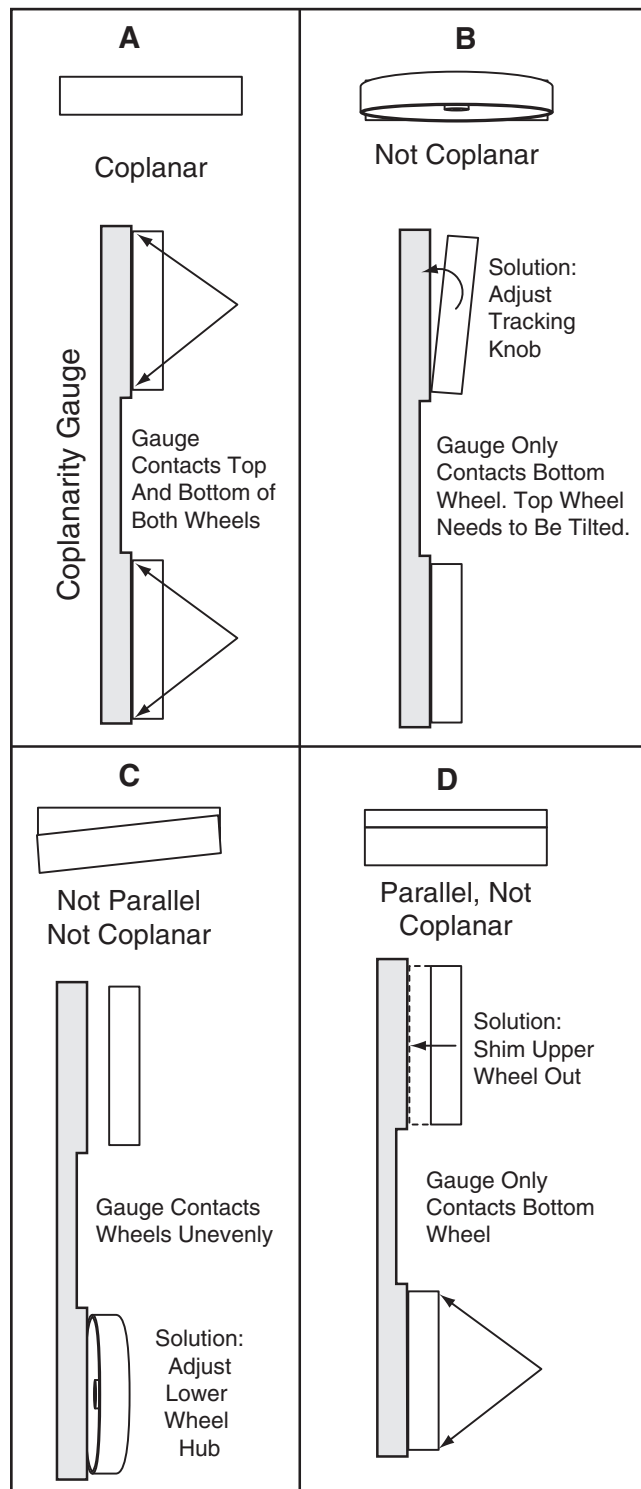 A
Coplanar
Coplanarity Gauge
Gauge
Contacts Top
And Bottom of
Both Wheels
B
Not Coplanar
Solution:
Adjust
Tracking
Knob
Gauge Only
Contacts Bottom
Wheel. Top Wheel
Needs to Be Tilted.
C
Not Parallel
Not Coplanar
Gauge Contacts
Wheels Unevenly
Solution:
Adjust
Lower
Wheel
Hub
D
Parallel, Not
Coplanar
Solution:
Shim Upper
Wheel Out
Gauge Only
Contacts Bottom
Wheel